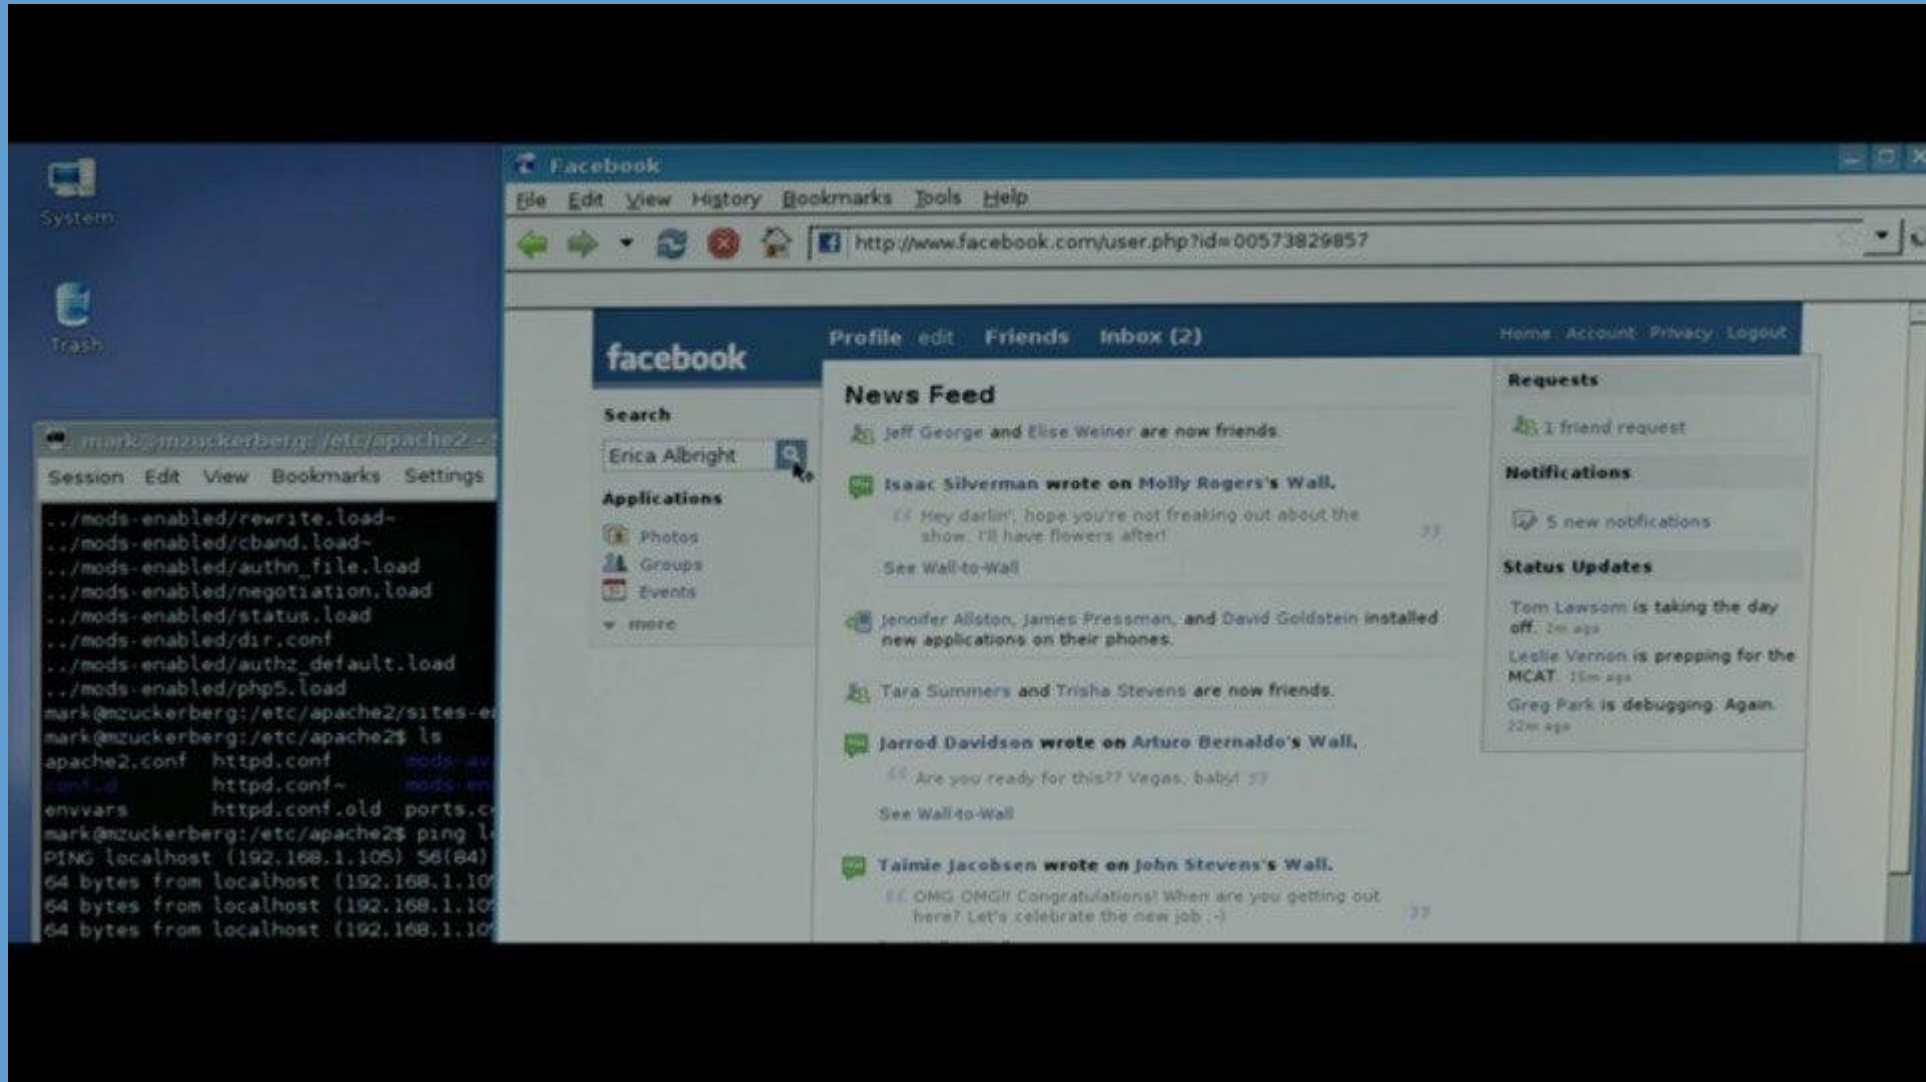 System
Trash
mark@mzuckerberg: /etc/apache2 -
Session Edit View Bookmarks Settings
../mods-enabled/rewrite.load~
../mods-enabled/cband.load~
../mods-enabled/authn_file.load
../mods-enabled/negotiation.load
../mods-enabled/status.load
../mods-enabled/dir.conf
../mods-enabled/authz_default.load
../mods-enabled/php5.load
mark@mzuckerberg:/etc/apache2/sites-e
mark@mzuckerberg:/etc/apache2$ ls
apache2.conf httpd.conf mods-av
conf.d httpd.conf~ mods-en
envvars httpd.conf.old ports.c
mark@mzuckerberg:/etc/apache2$ ping l
PING localhost (192.168.1.105) 56(84)
64 bytes from localhost (192.168.1.10
64 bytes from localhost (192.168.1.10
64 bytes from localhost (192.168.1.10
Facebook
File Edit View History Bookmarks Tools Help
http://www.facebook.com/user.php?id=00573829857
facebook
Profile edit Friends Inbox (2)
Home Account Privacy Logout
Search
Erica Albright
Applications
Photos
Groups
Events
more
News Feed
Jeff George and Elise Weiner are now friends.
Isaac Silverman wrote on Molly Rogers's Wall.
“ Hey darlin', hope you're not freaking out about the
show. I'll have flowers after! ”
See Wall-to-Wall
Jennifer Allston, James Pressman, and David Goldstein installed
new applications on their phones.
Tara Summers and Trisha Stevens are now friends.
Jarrod Davidson wrote on Arturo Bernaldo's Wall.
“ Are you ready for this?? Vegas, baby! ”
See Wall-to-Wall
Taimie Jacobsen wrote on John Stevens's Wall.
“ OMG OMG!! Congratulations! When are you getting out
here? Let's celebrate the new job :-) ”
Requests
1 friend request
Notifications
5 new notifications
Status Updates
Tom Lawsom is taking the day
off. 2m ago
Leslie Vernon is prepping for the
MCAT. 15m ago
Greg Park is debugging. Again.
22m ago